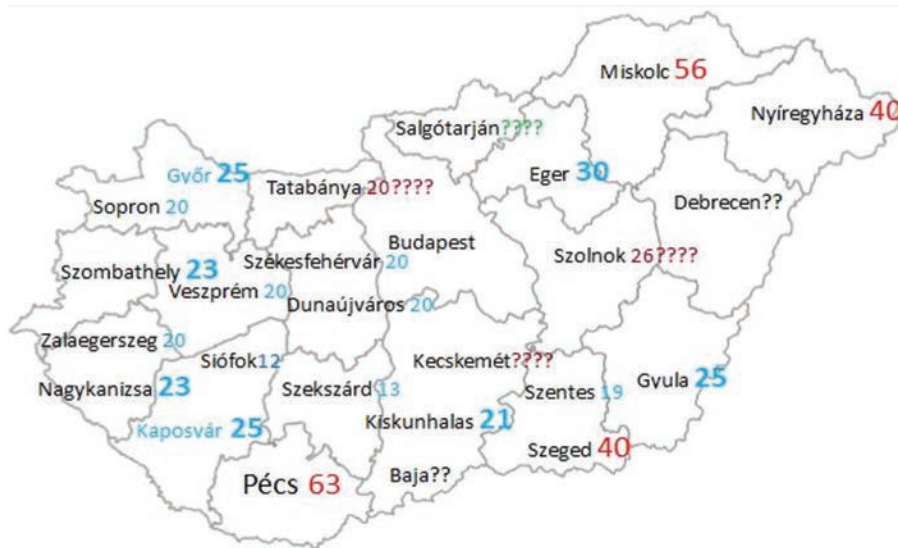 Miskolc 56
Nyíregyháza 40
Salgótarján????
Győr 25
Eger 30
Tatabánya 20????
Debrecen??
Sopron 20
Budapest
Szolnok 26????
Szombathely 23
Székesfehérvár 20
Veszprém 20
Dunaújváros 20
Zalaegerszeg 20
Siófok12
Kecskemét????
Nagykanizsa 23
Szekszárd 13
Szentes 19
Gyula 25
Kiskunhalas 21
Kaposvár 25
Szeged 40
Baja??
Pécs 63